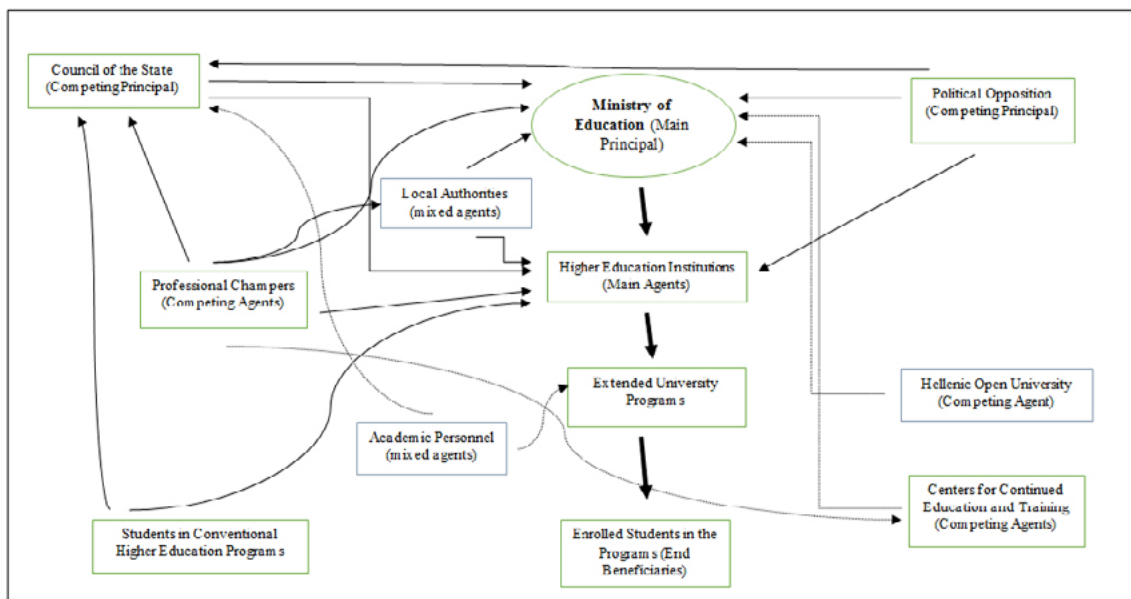 Council of the State
(Competing Principal)
Ministry of
Education (Main
Principal)
Political Opposition
(Competing Principal)
Local Authorities
(mixed agents)
Professional Champers
(Competing Agents)
Higher Education Institutions
(Main Agents)
Extended University
Programs
Hellenic Open University
(Competing Agent)
Academic Personnel
(mixed agents)
Centers for Continued
Education and Training
(Competing Agents)
Students in Conventional
Higher Education Programs
Enrolled Students in the
Programs (End
Beneficiaries)